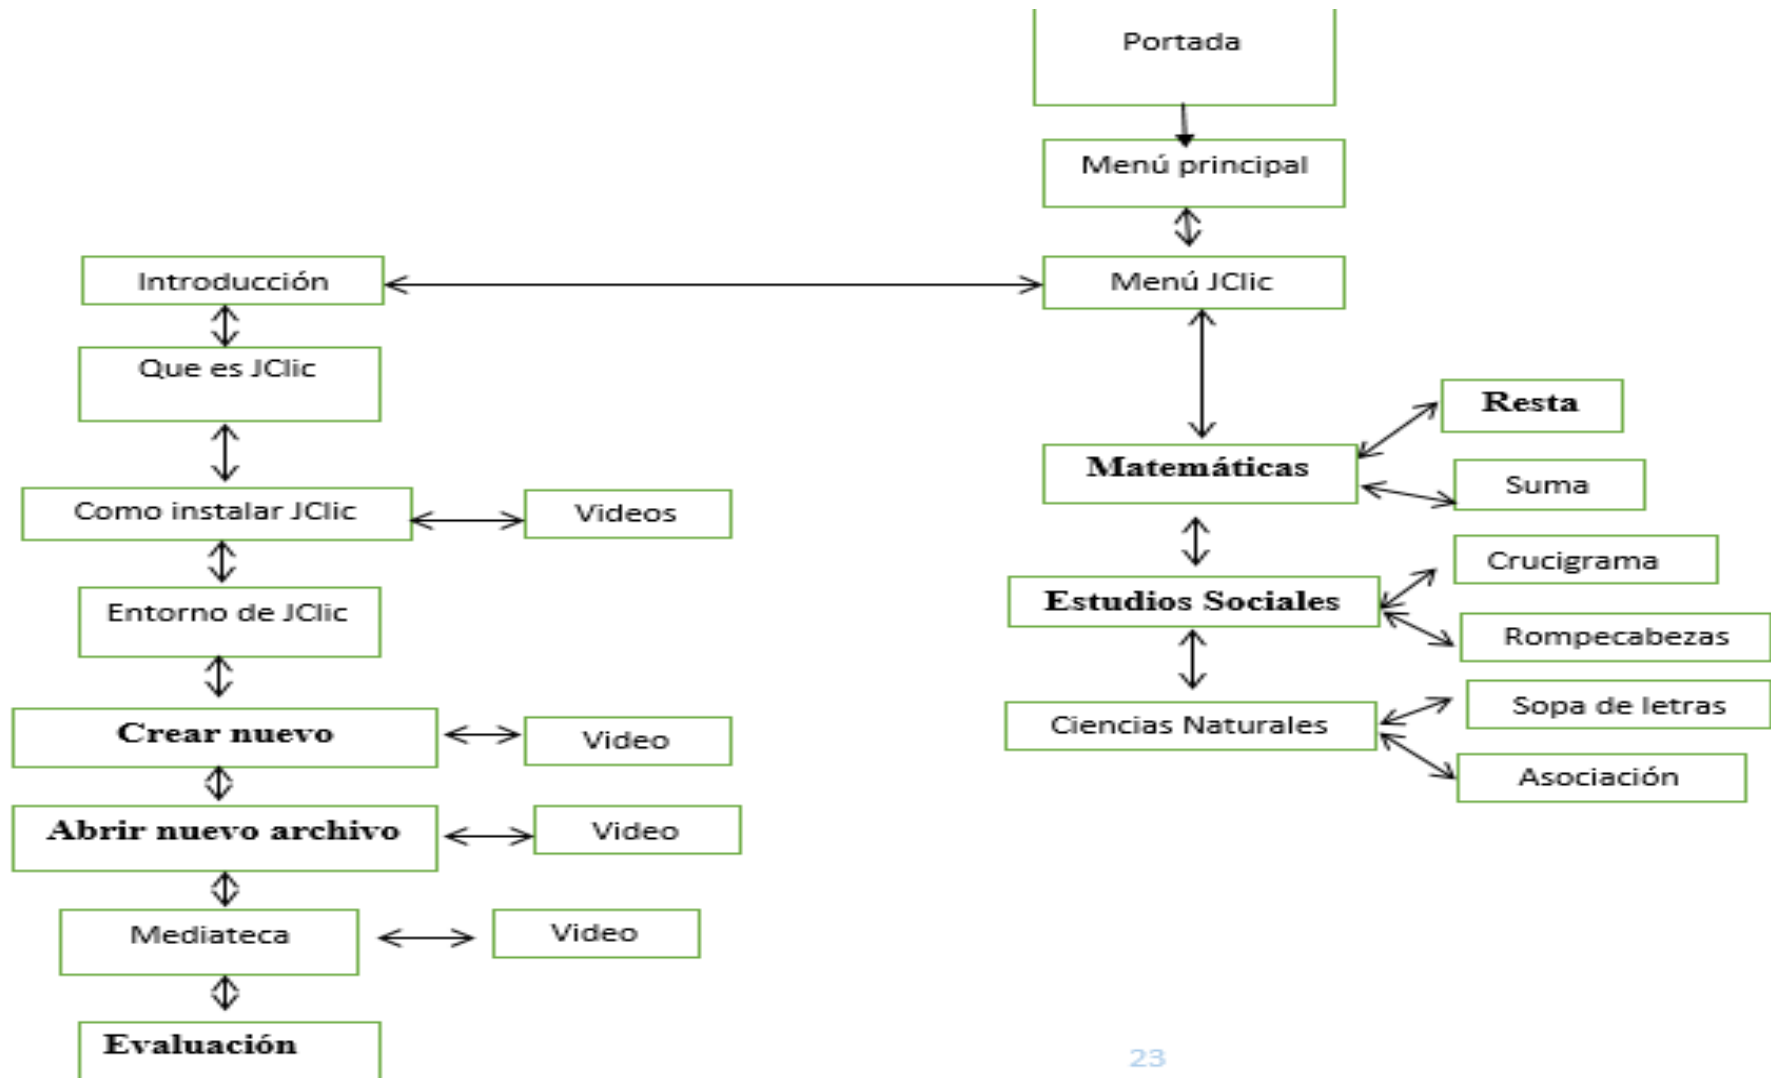 Portada
Menú principal
Introducción
Menú JClic
Que es JClic
Resta
Matemáticas
Suma
Como instalar JClic
Videos
Crucigrama
Estudios Sociales
Entorno de JClic
Rompecabezas
Sopa de letras
Ciencias Naturales
Crear nuevo
Video
Asociación
Abrir nuevo archivo
Video
Mediateca
Video
Evaluación
23